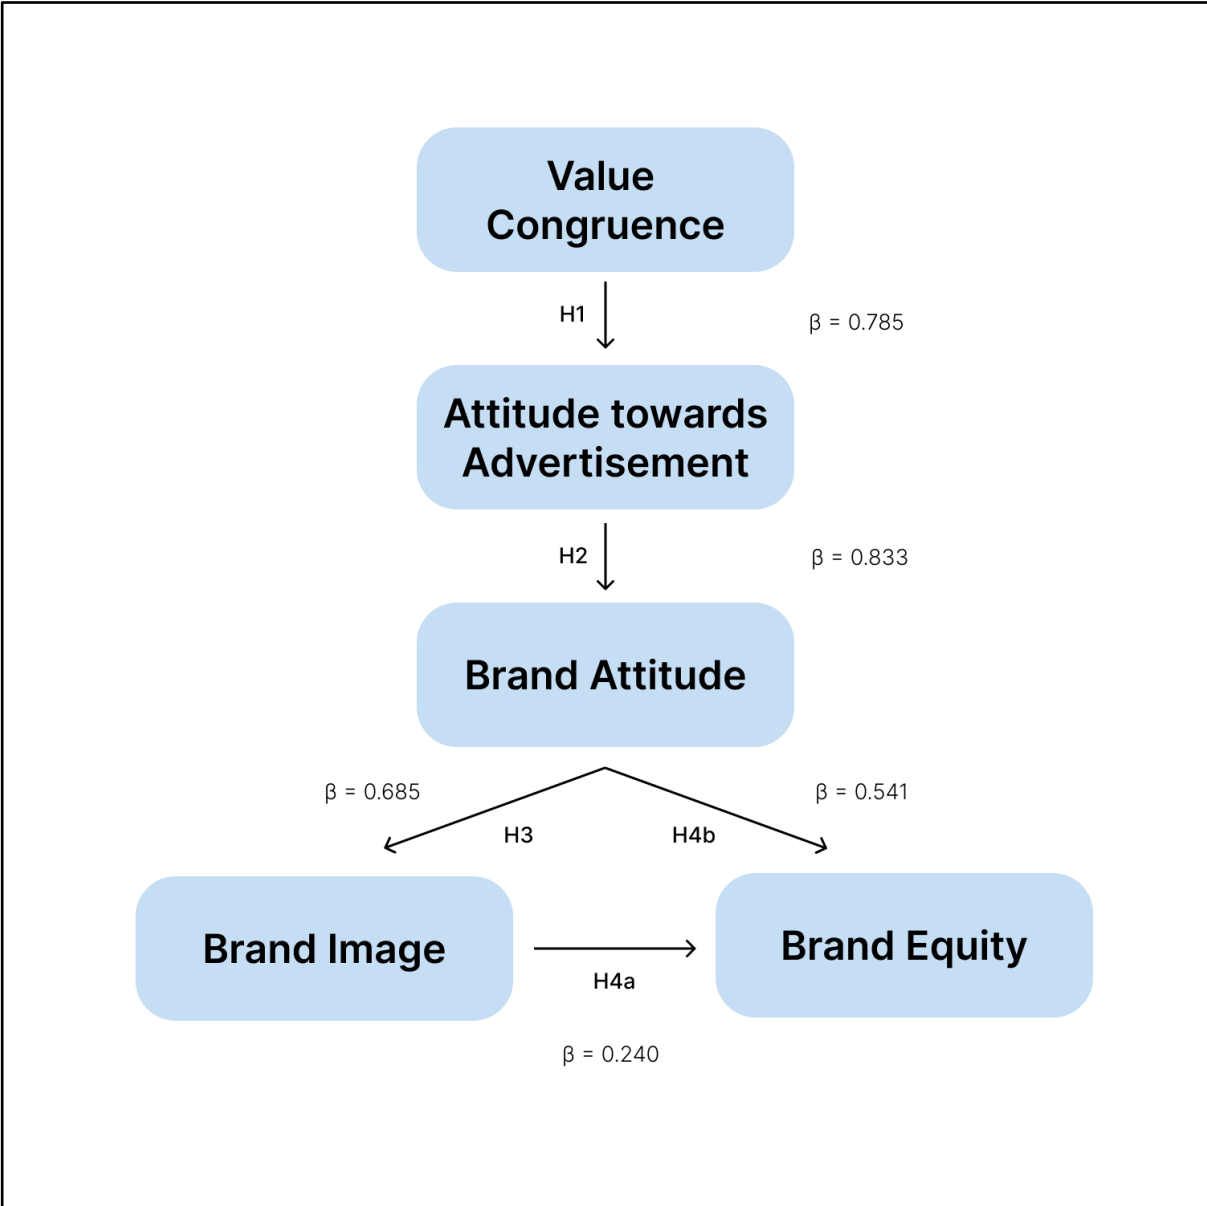 Value
Congruence
H1
β = 0.785
Attitude towards
Advertisement
H2
β = 0.833
Brand Attitude
β = 0.685
β = 0.541
H3
H4b
Brand Image
Brand Equity
H4a
β = 0.240